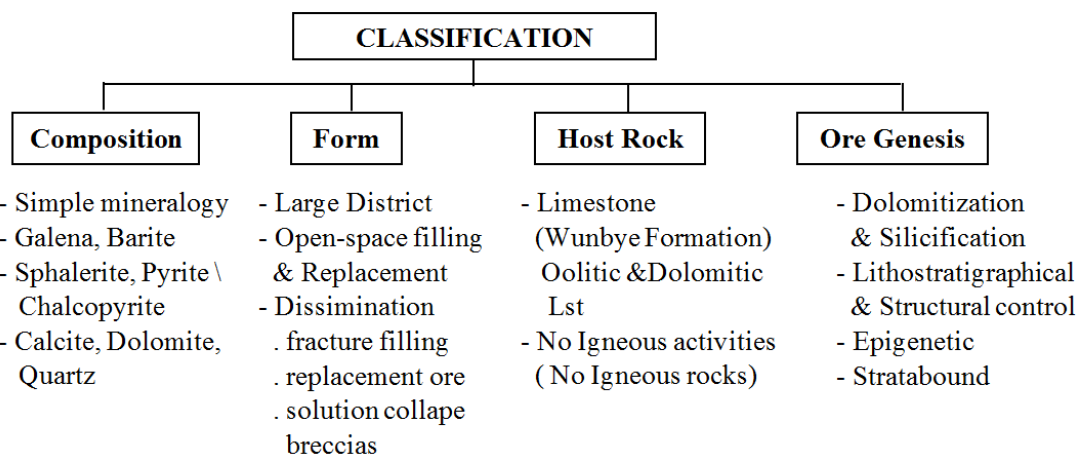 CLASSIFICATION
Composition
- Simple mineralogy
- Galena, Barite
- Sphalerite, Pyrite \
Chalcopyrite
- Calcite, Dolomite,
Quartz
Form
- Large District
- Open-space filling
& Replacement
- Dissimination
. fracture filling
. replacement ore
. solution collape
breccias
Host Rock
- Limestone
(Wunbye Formation)
Oolitic &Dolomitic
Lst
- No Igneous activities
( No Igneous rocks)
Ore Genesis
- Dolomitization
& Silicification
- Lithostratigraphical
& Structural control
- Epigenetic
- Stratabound